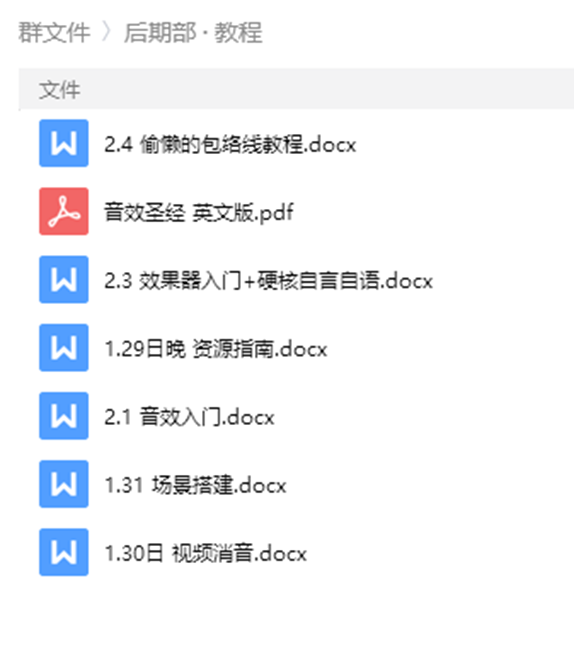 群文件 〉后期部 · 教程
文件
2.4 偷懒的包络线教程.docx
音效圣经 英文版.pdf
2.3 效果器入门+硬核自言自语.docx
1.29日晚 资源指南.docx
2.1 音效入门.docx
1.31 场景搭建.docx
1.30日 视频消音.docx